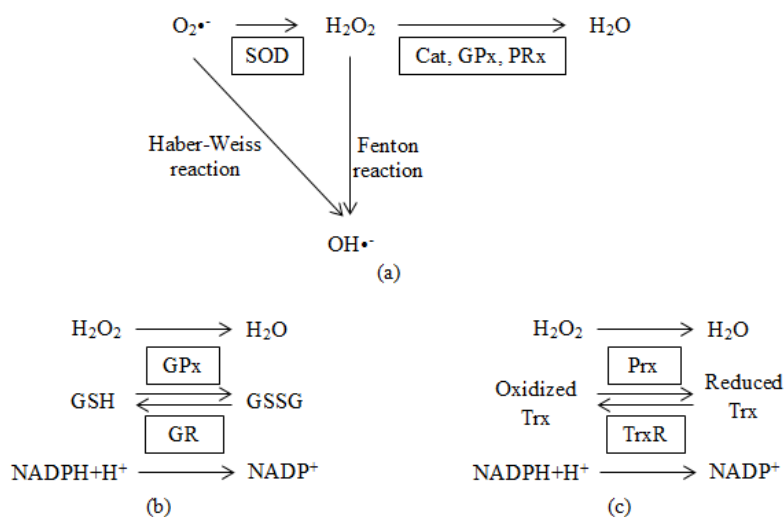 O₂•⁻ H₂O₂ H₂O
SOD Cat, GPx, PRx
Haber-Weiss
reaction
Fenton
reaction
OH•⁻
(a)
H₂O₂ H₂O
GPx
GSH GSSG
GR
NADPH+H⁺ NADP⁺
(b)
H₂O₂ H₂O
Prx
Oxidized
Trx
Reduced
Trx
TrxR
NADPH+H⁺ NADP⁺
(c)